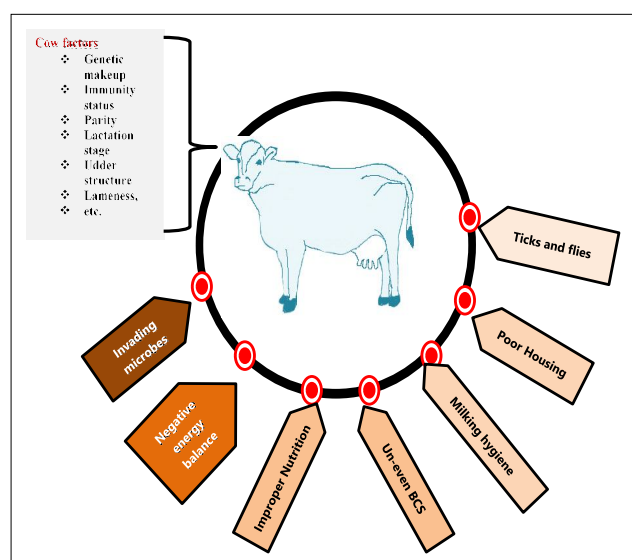 Cow factors
❖ Genetic
makeup
❖ Immunity
status
❖ Parity
❖ Lactation
stage
❖ Udder
structure
❖ Lameness,
❖ etc.
Ticks and flies
Poor Housing
Milking hygiene
Un-even BCS
Improper Nutrition
Negative
energy
balance
Invading
microbes